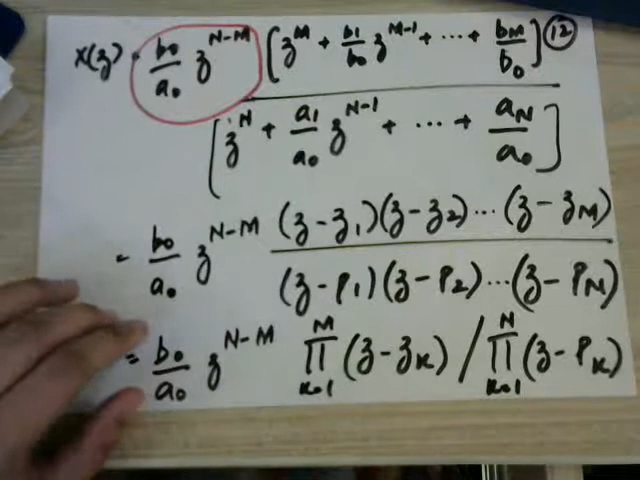 X(z) = b0/a0 z^N-M [z^M + b1/b0 z^M-1 + ... + bM/b0] ⑫
[z^N + a1/a0 z^N-1 + ... + aN/a0]
= b0/a0 z^N-M (z-z1)(z-z2)...(z-zM)
(z-p1)(z-p2)...(z-pN)
= b0/a0 z^N-M ∏ M k=1 (z-zk) / ∏ N k=1 (z-pk)